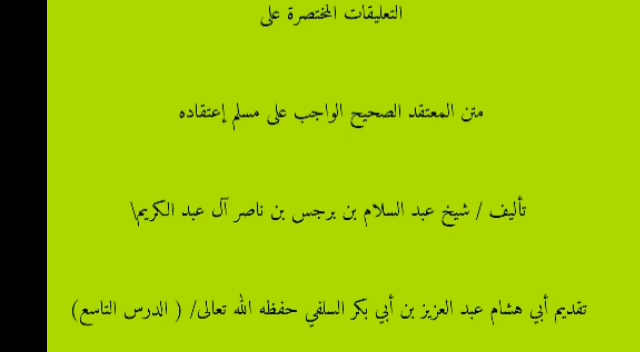 التعليقات المختصرة على
متن المعتقد الصحيح الواجب على مسلم إعتقاده
تأليف / شيخ عبد السلام بن برجس بن ناصر آل عبد الكريم\
تقديم أبي هشام عبد العزيز بن أبي بكر السلفي حفظه الله تعالى/ ( الدرس التاسع)